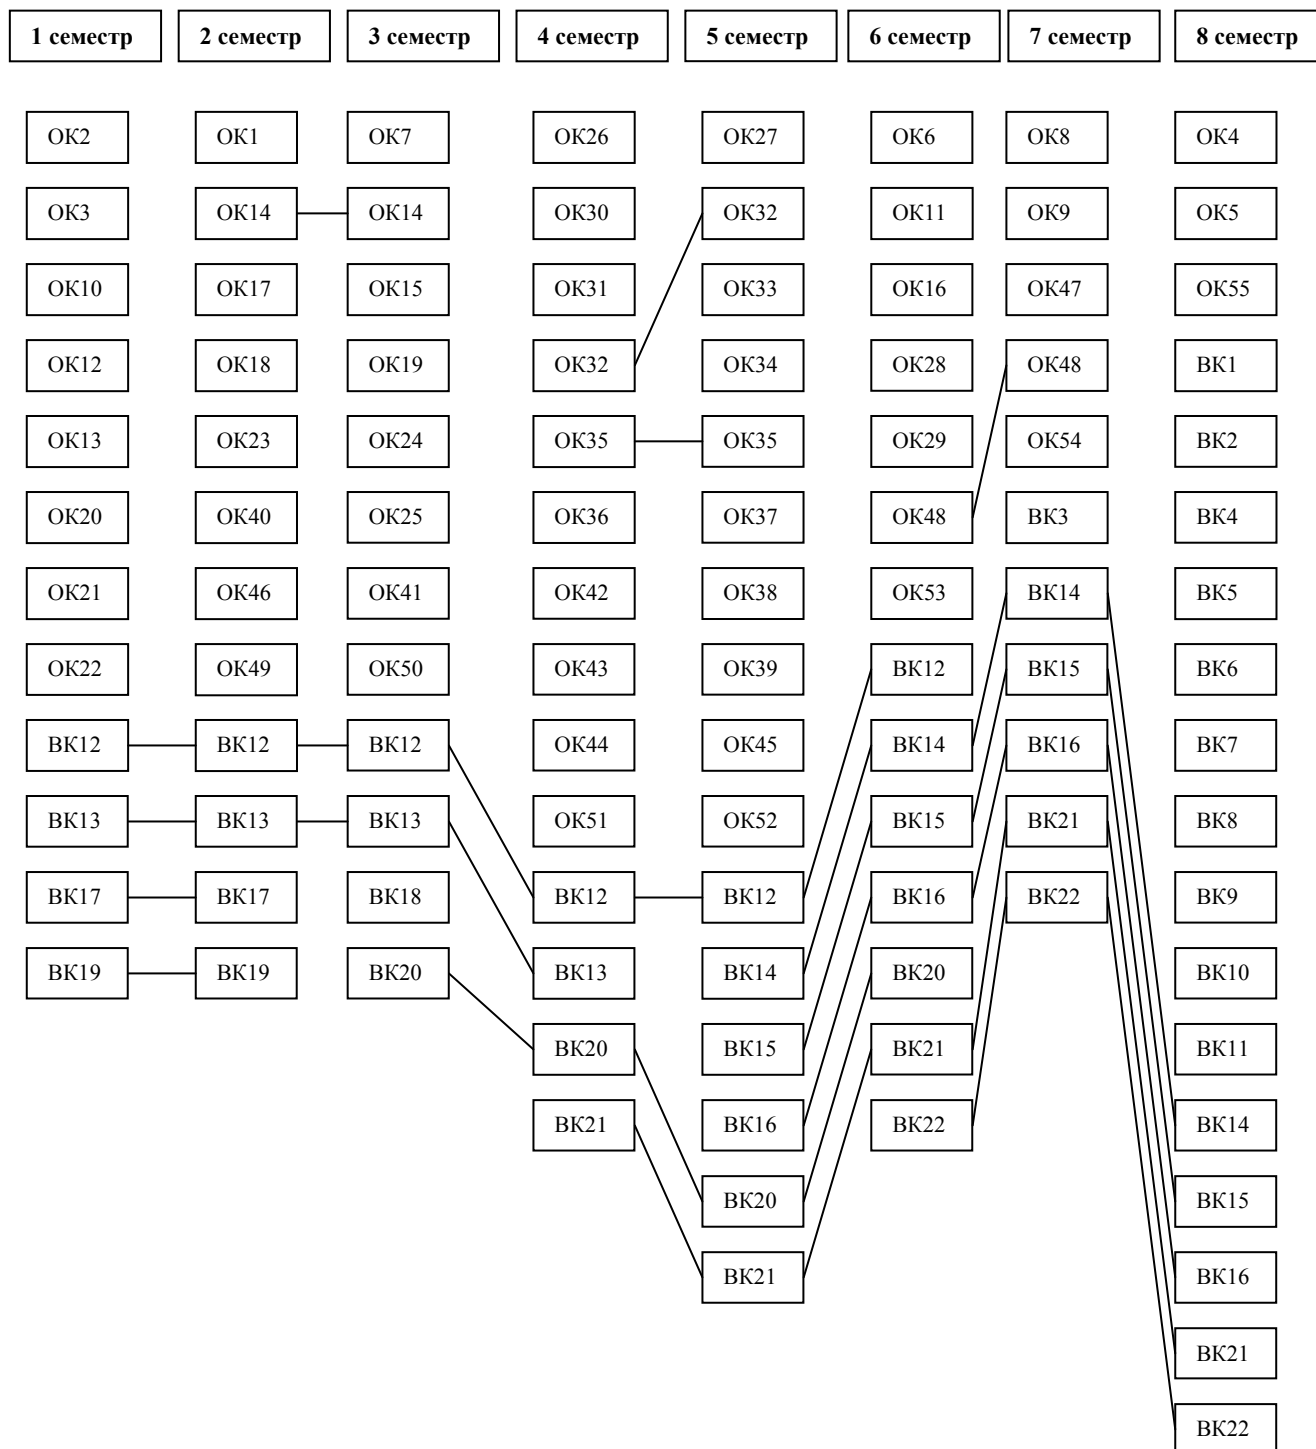 1 семестр 2 семестр 3 семестр 4 семестр 5 семестр 6 семестр 7 семестр 8 семестр
ОК2 ОК1 ОК7 ОК26 ОК27 ОК6 ОК8 ОК4
ОК3 ОК14 ОК14 ОК30 ОК32 ОК11 ОК9 ОК5
ОК10 ОК17 ОК15 ОК31 ОК33 ОК16 ОК47 ОК55
ОК12 ОК18 ОК19 ОК32 ОК34 ОК28 ОК48 ВК1
ОК13 ОК23 ОК24 ОК35 ОК35 ОК29 ОК54 ВК2
ОК20 ОК40 ОК25 ОК36 ОК37 ОК48 ВК3 ВК4
ОК21 ОК46 ОК41 ОК42 ОК38 ОК53 ВК14 ВК5
ОК22 ОК49 ОК50 ОК43 ОК39 ВК12 ВК15 ВК6
ВК12 ВК12 ВК12 ОК44 ОК45 ВК14 ВК16 ВК7
ВК13 ВК13 ВК13 ОК51 ОК52 ВК15 ВК21 ВК8
ВК17 ВК17 ВК18 ВК12 ВК12 ВК16 ВК22 ВК9
ВК19 ВК19 ВК20 ВК13 ВК14 ВК20 ВК10
ВК20 ВК15 ВК21 ВК11
ВК21 ВК16 ВК22 ВК14
ВК20 ВК15
ВК21 ВК16
ВК21
ВК22